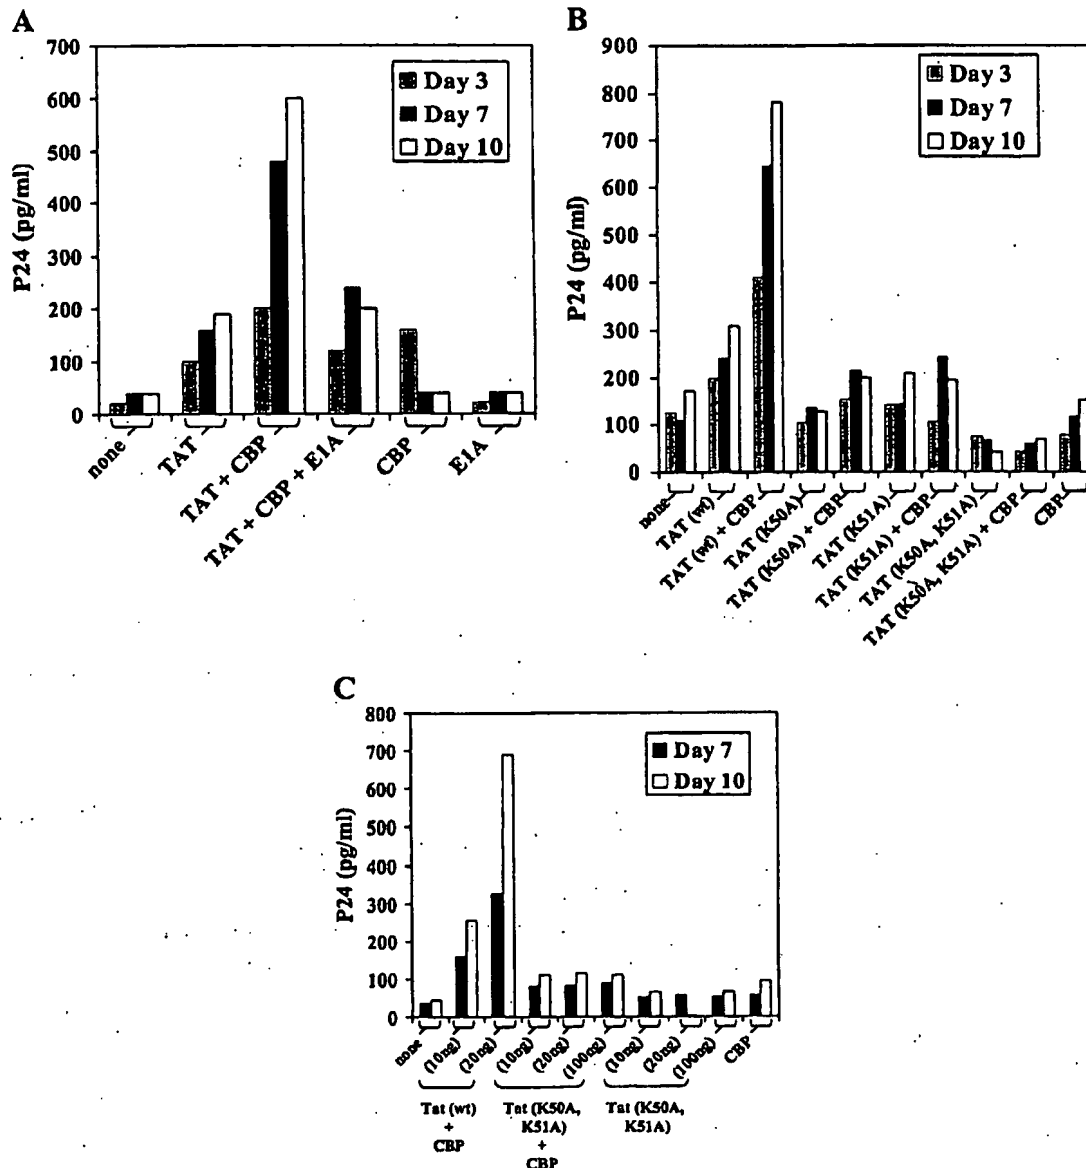 A
700
600
500
400
300
200
100
0
P24 (pg/ml)
Day 3
Day 7
Day 10
none
TAT
TAT + CBP
TAT + CBP + E1A
CBP
E1A
B
900
800
700
600
500
400
300
200
100
0
P24 (pg/ml)
Day 3
Day 7
Day 10
none
TAT (wt)
TAT (wt) + CBP
TAT (K50A)
TAT (K50A) + CBP
TAT (K51A)
TAT (K51A) + CBP
TAT (K50A, K51A)
TAT (K50A, K51A) + CBP
CBP
C
800
700
600
500
400
300
200
100
0
P24 (pg/ml)
Day 7
Day 10
none
(10ng)
(20ng)
(10ng)
(20ng)
(100ng)
(10ng)
(20ng)
(100ng)
CBP
Tat (wt)
+
CBP
Tat (K50A,
K51A)
+
CBP
Tat (K50A,
K51A)